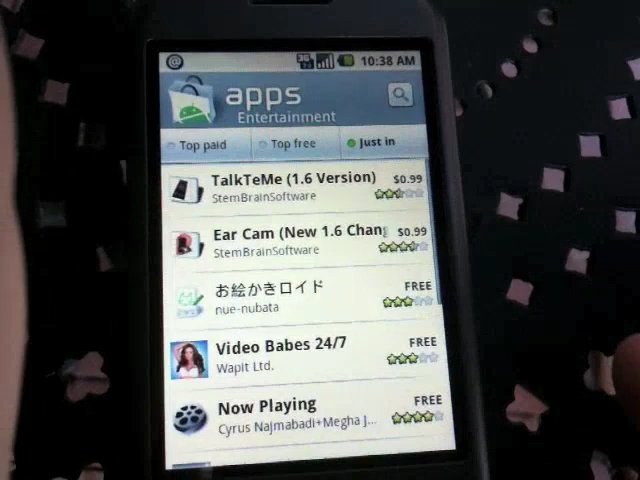 3G 10:38 AM
apps
Entertainment
Top paid Top free Just in
TalkTeMe (1.6 Version) $0.99
StemBrainSoftware
Ear Cam (New 1.6 Chang $0.99
StemBrainSoftware
お絵かきロイド FREE
nue-nubata
Video Babes 24/7 FREE
Wapit Ltd.
Now Playing FREE
Cyrus Najmabadi+Megha J...